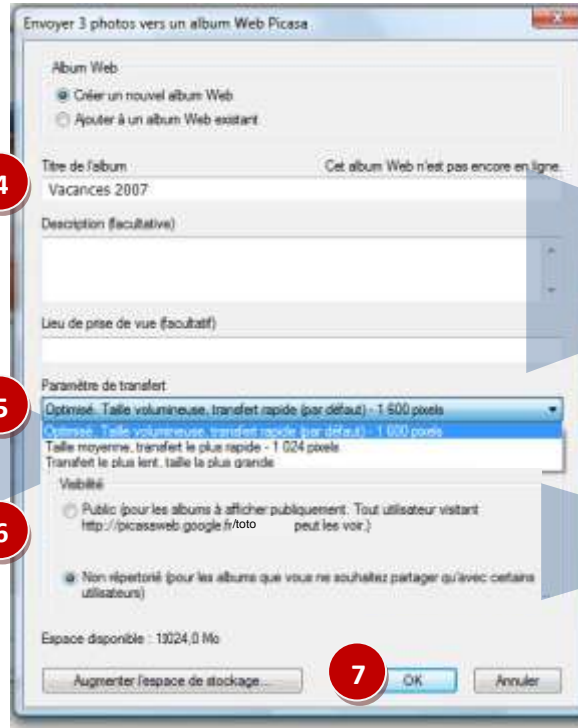 Envoyer 3 photos vers un album Web Picasa
Album Web
Créer un nouvel album Web
Ajouter à un album Web existant
4
Titre de l'album Cet album Web n'est pas encore en ligne.
Vacances 2007
Description (facultative)
Lieu de prise de vue (facultatif)
Paramètre de transfert
5
Optimisé. Taille volumineuse, transfert rapide (par défaut) - 1 600 pixels
Optimisé. Taille volumineuse, transfert rapide (par défaut) - 1 600 pixels
Taille moyenne, transfert le plus rapide - 1 024 pixels
Transfert le plus lent, taille la plus grande
Visibilité
6
Public (pour les albums à afficher publiquement. Tout utilisateur visitant
http://picasaweb.google.fr/toto peut les voir.)
Non répertorié (pour les albums que vous ne souhaitez partager qu'avec certains
utilisateurs)
Espace disponible : Mo
Augmenter l'espace de stockage... 7 OK Annuler